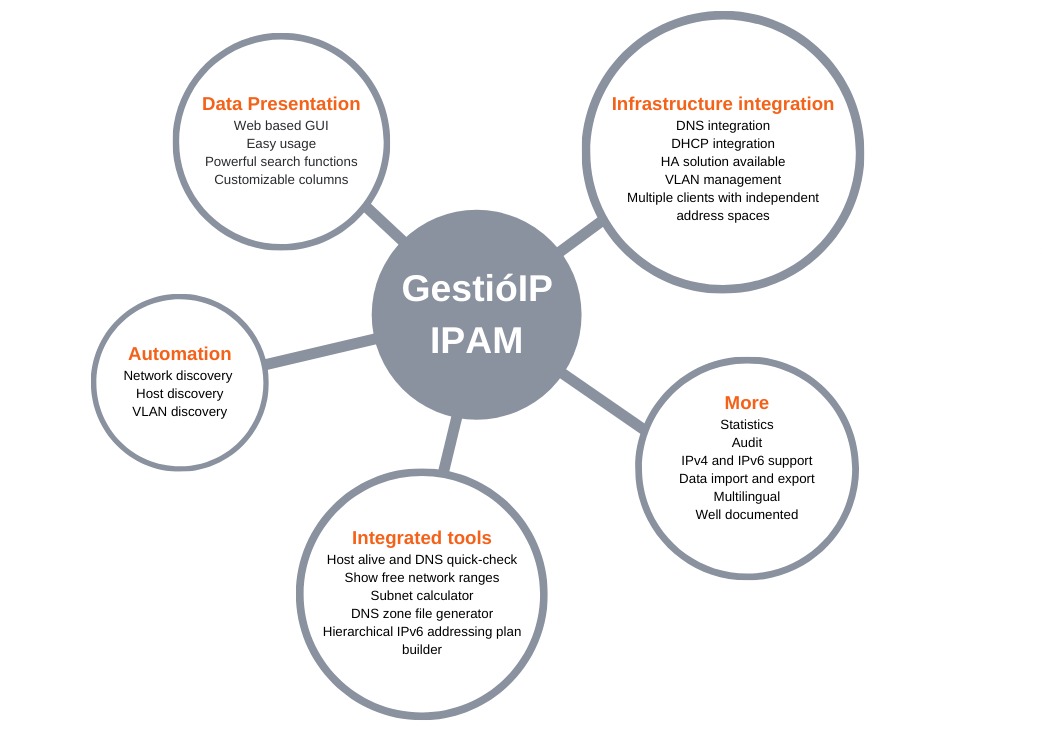 Data Presentation
Web based GUI
Easy usage
Powerful search functions
Customizable columns
Infrastructure integration
DNS integration
DHCP integration
HA solution available
VLAN management
Multiple clients with independent
address spaces
GestióIP
IPAM
Automation
Network discovery
Host discovery
VLAN discovery
More
Statistics
Audit
IPv4 and IPv6 support
Data import and export
Multilingual
Well documented
Integrated tools
Host alive and DNS quick-check
Show free network ranges
Subnet calculator
DNS zone file generator
Hierarchical IPv6 addressing plan
builder